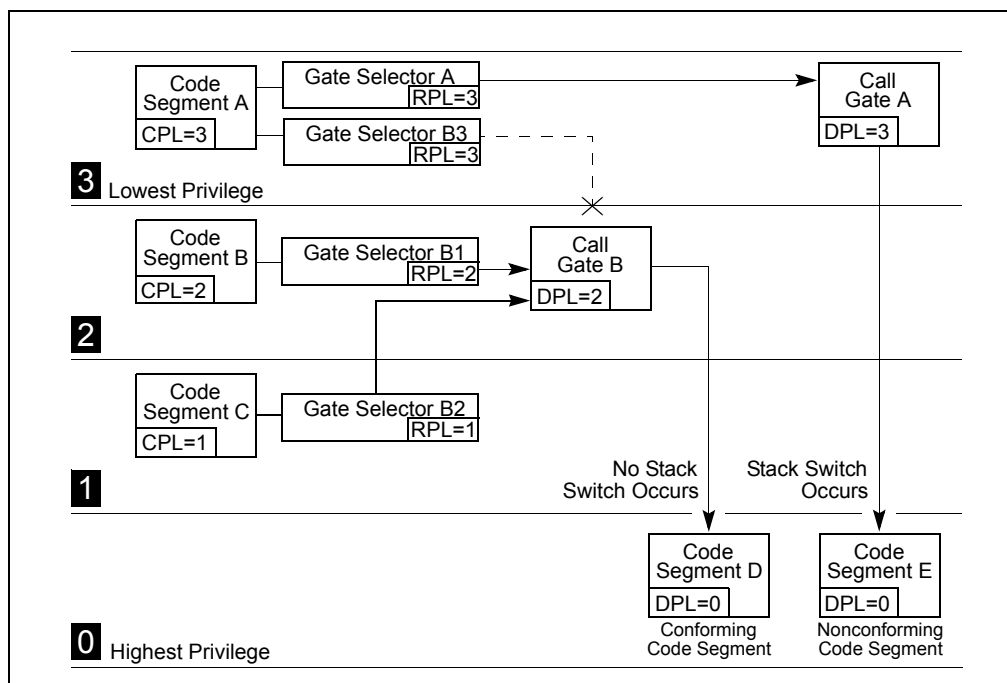 Code
Segment A
CPL=3
Gate Selector A
RPL=3
Gate Selector B3
RPL=3
Call
Gate A
DPL=3
3 Lowest Privilege
Code
Segment B
CPL=2
Gate Selector B1
RPL=2
Call
Gate B
DPL=2
2
Code
Segment C
CPL=1
Gate Selector B2
RPL=1
No Stack
Switch Occurs
Stack Switch
Occurs
1
Code
Segment D
DPL=0
Conforming
Code Segment
Code
Segment E
DPL=0
Nonconforming
Code Segment
0 Highest Privilege